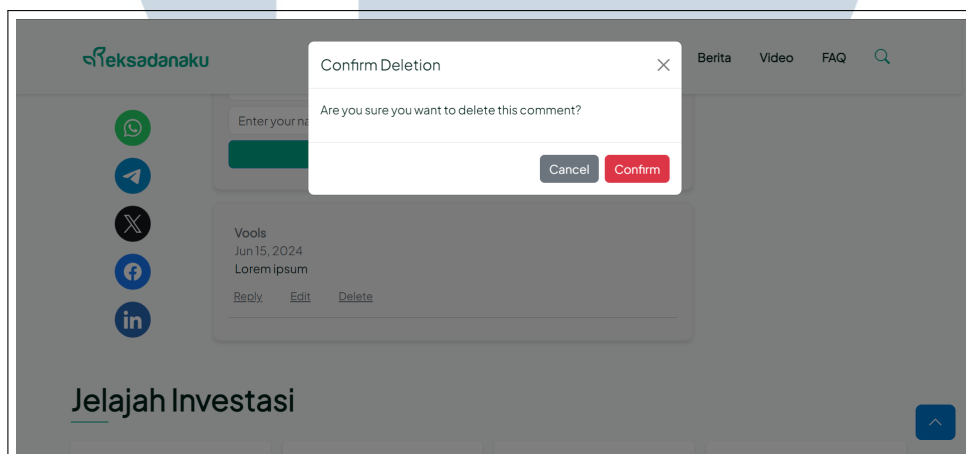 Reksadanaku
Berita Video FAQ
Confirm Deletion
Are you sure you want to delete this comment?
Cancel Confirm
Enter your na
Vools
Jun 15, 2024
Lorem ipsum
Reply Edit Delete
Jelajah Investasi